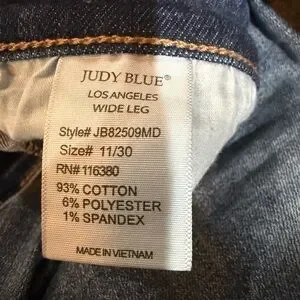 JUDY BLUE®
LOS ANGELES
WIDE LEG
Style# JB82509MD
Size# 11/30
RN# 116380
93% COTTON
6% POLYESTER
1% SPANDEX
MADE IN VIETNAM